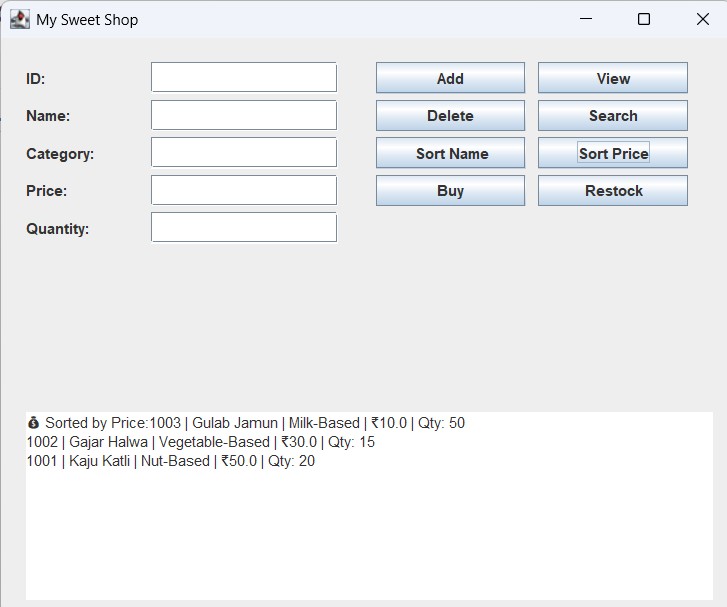 My Sweet Shop
ID: Add View
Name: Delete Search
Category: Sort Name Sort Price
Price: Buy Restock
Quantity:
💰 Sorted by Price:1003 | Gulab Jamun | Milk-Based | ₹10.0 | Qty: 50
1002 | Gajar Halwa | Vegetable-Based | ₹30.0 | Qty: 15
1001 | Kaju Katli | Nut-Based | ₹50.0 | Qty: 20